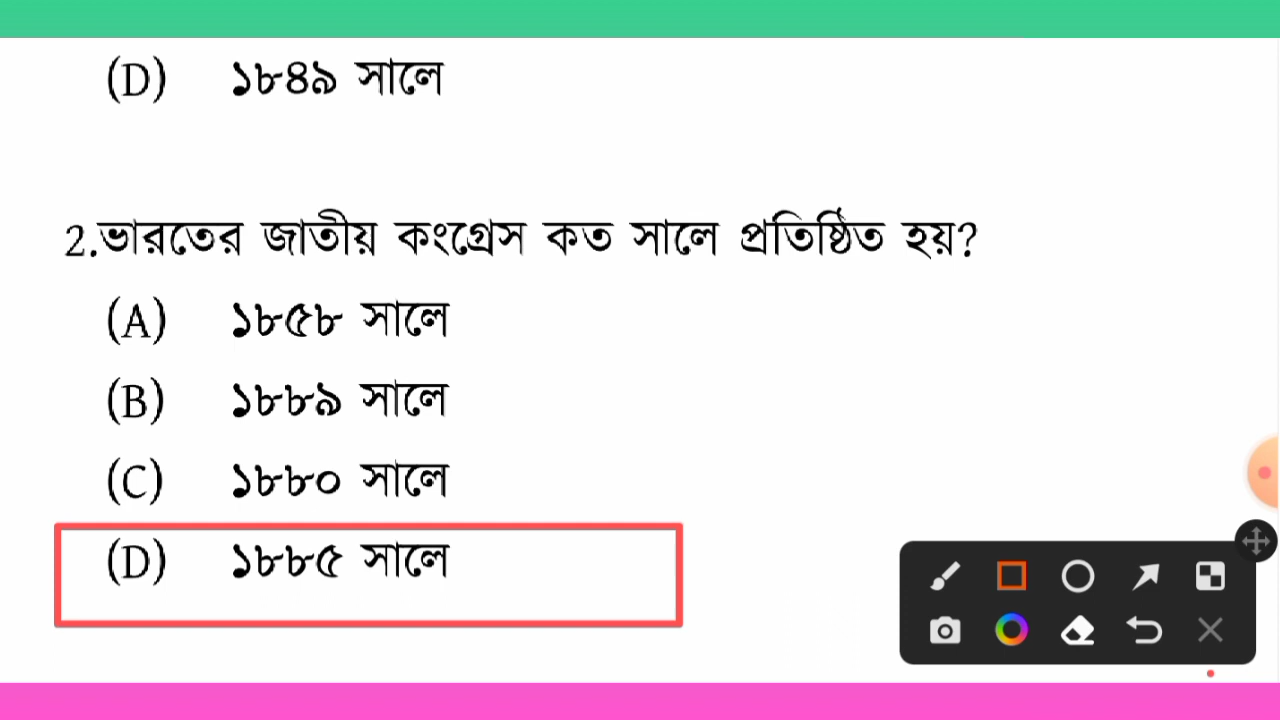 (D) ১৮৪৯ সালে
2.ভারতের জাতীয় কংগ্রেস কত সালে প্রতিষ্ঠিত হয়?
(A) ১৮৫৮ সালে
(B) ১৮৮৯ সালে
(C) ১৮৮০ সালে
(D) ১৮৮৫ সালে